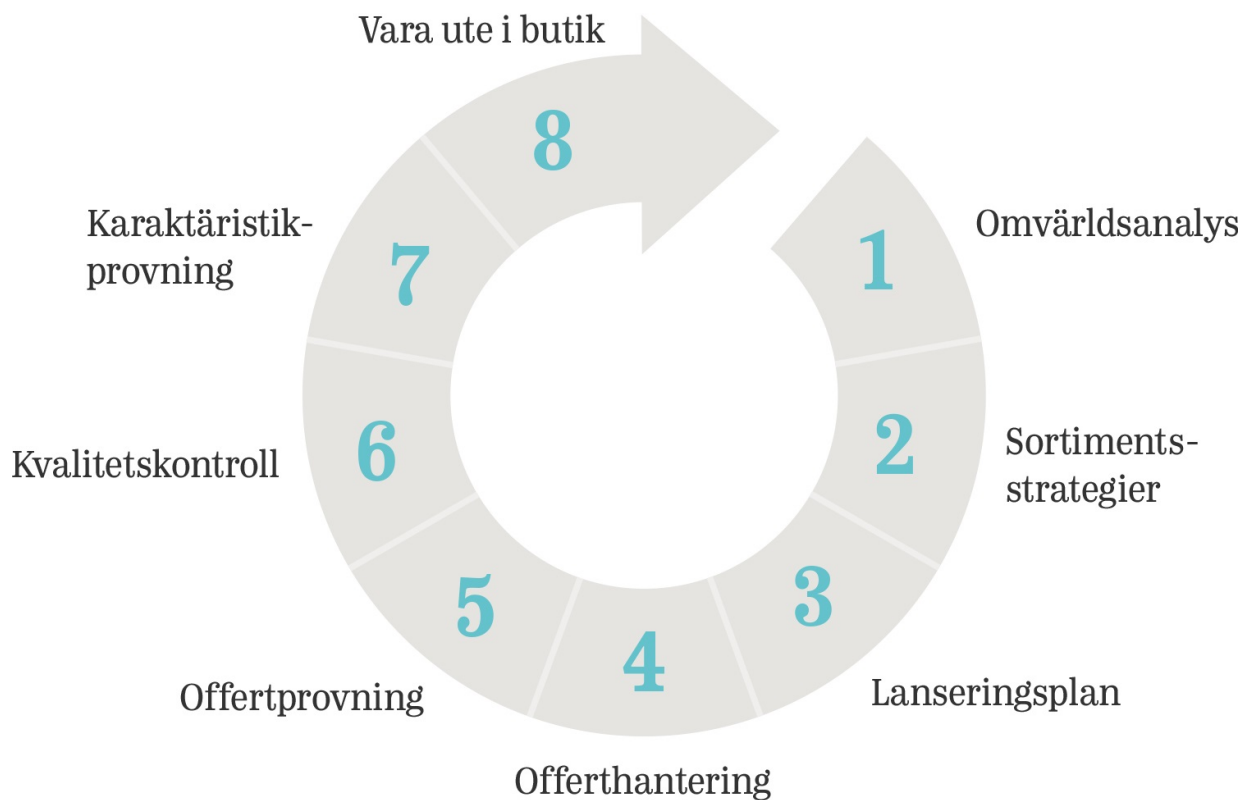 Vara ute i butik
8
1
Omvärldsanalys
2
Sortiments-
strategier
3
Lanseringsplan
4
Offerthantering
5
Offertprovning
6
Kvalitetskontroll
7
Karaktäristik-
provning